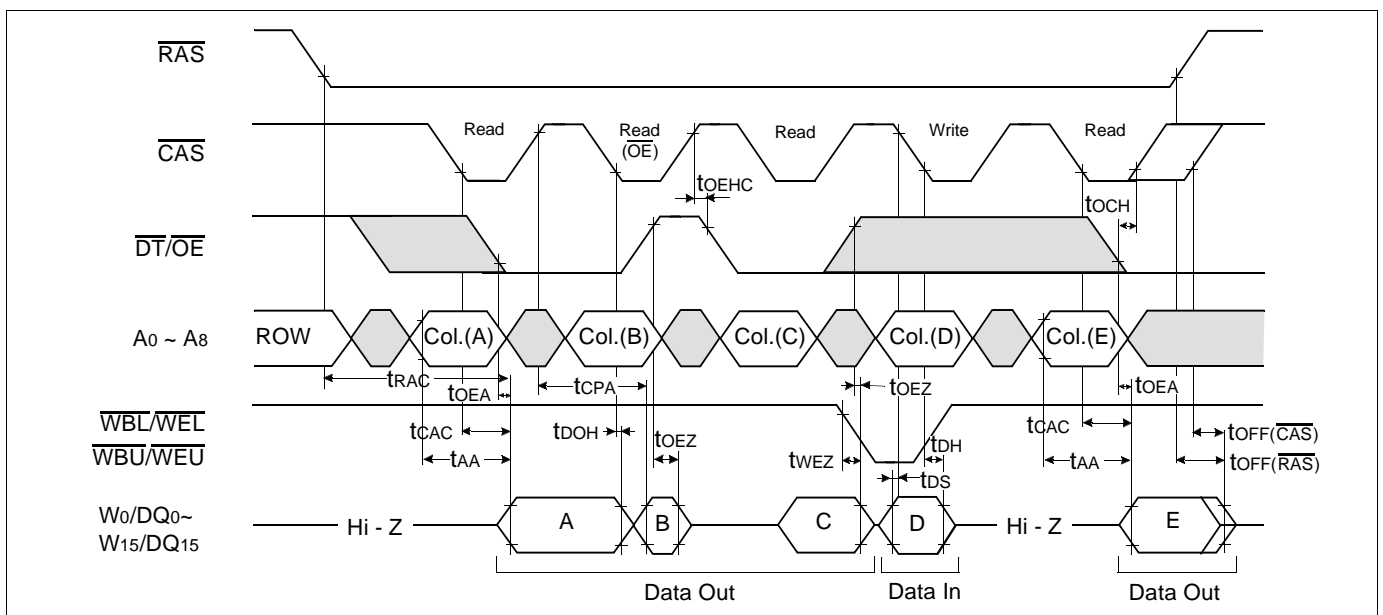 RAS
Read Read Read Write Read
CAS (OE)
tOEHC
tOCH
DT/OE
A0 ~ A8 ROW Col.(A) Col.(B) Col.(C) Col.(D) Col.(E)
tRAC tCPA tOEZ tOEA
tOEA
WBL/WEL tCAC tDOH tOEZ tCAC tOFF(CAS)
WBU/WEU tAA tWEZ tDH tAA tOFF(RAS)
tDS
W0/DQ0~
W15/DQ15 Hi - Z A B C D Hi - Z E
Data Out Data In Data Out